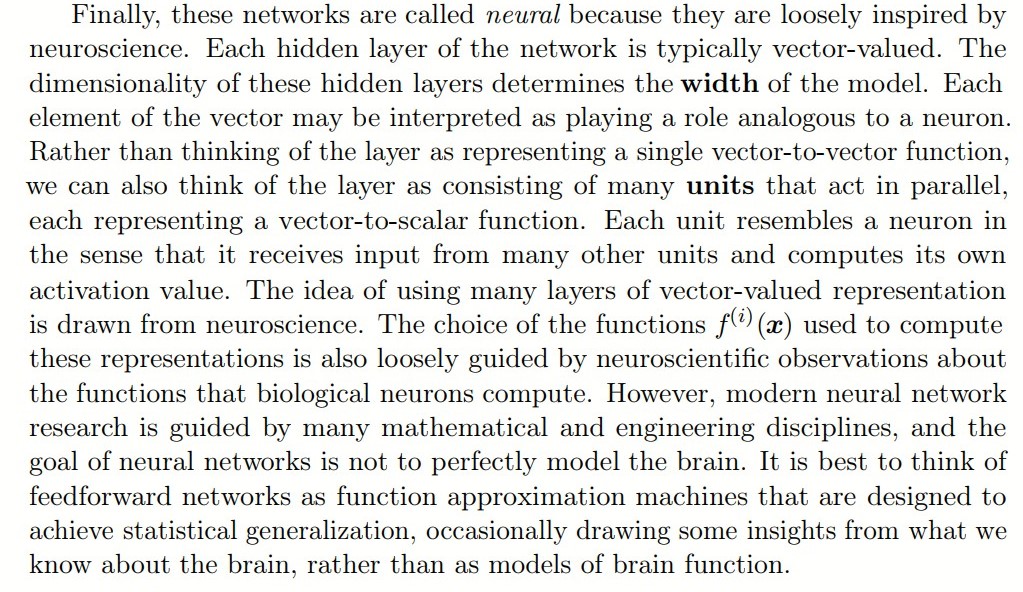 Finally, these networks are called neural because they are loosely inspired by
neuroscience. Each hidden layer of the network is typically vector-valued. The
dimensionality of these hidden layers determines the width of the model. Each
element of the vector may be interpreted as playing a role analogous to a neuron.
Rather than thinking of the layer as representing a single vector-to-vector function,
we can also think of the layer as consisting of many units that act in parallel,
each representing a vector-to-scalar function. Each unit resembles a neuron in
the sense that it receives input from many other units and computes its own
activation value. The idea of using many layers of vector-valued representation
is drawn from neuroscience. The choice of the functions f⁽ⁱ⁾(x) used to compute
these representations is also loosely guided by neuroscientific observations about
the functions that biological neurons compute. However, modern neural network
research is guided by many mathematical and engineering disciplines, and the
goal of neural networks is not to perfectly model the brain. It is best to think of
feedforward networks as function approximation machines that are designed to
achieve statistical generalization, occasionally drawing some insights from what we
know about the brain, rather than as models of brain function.